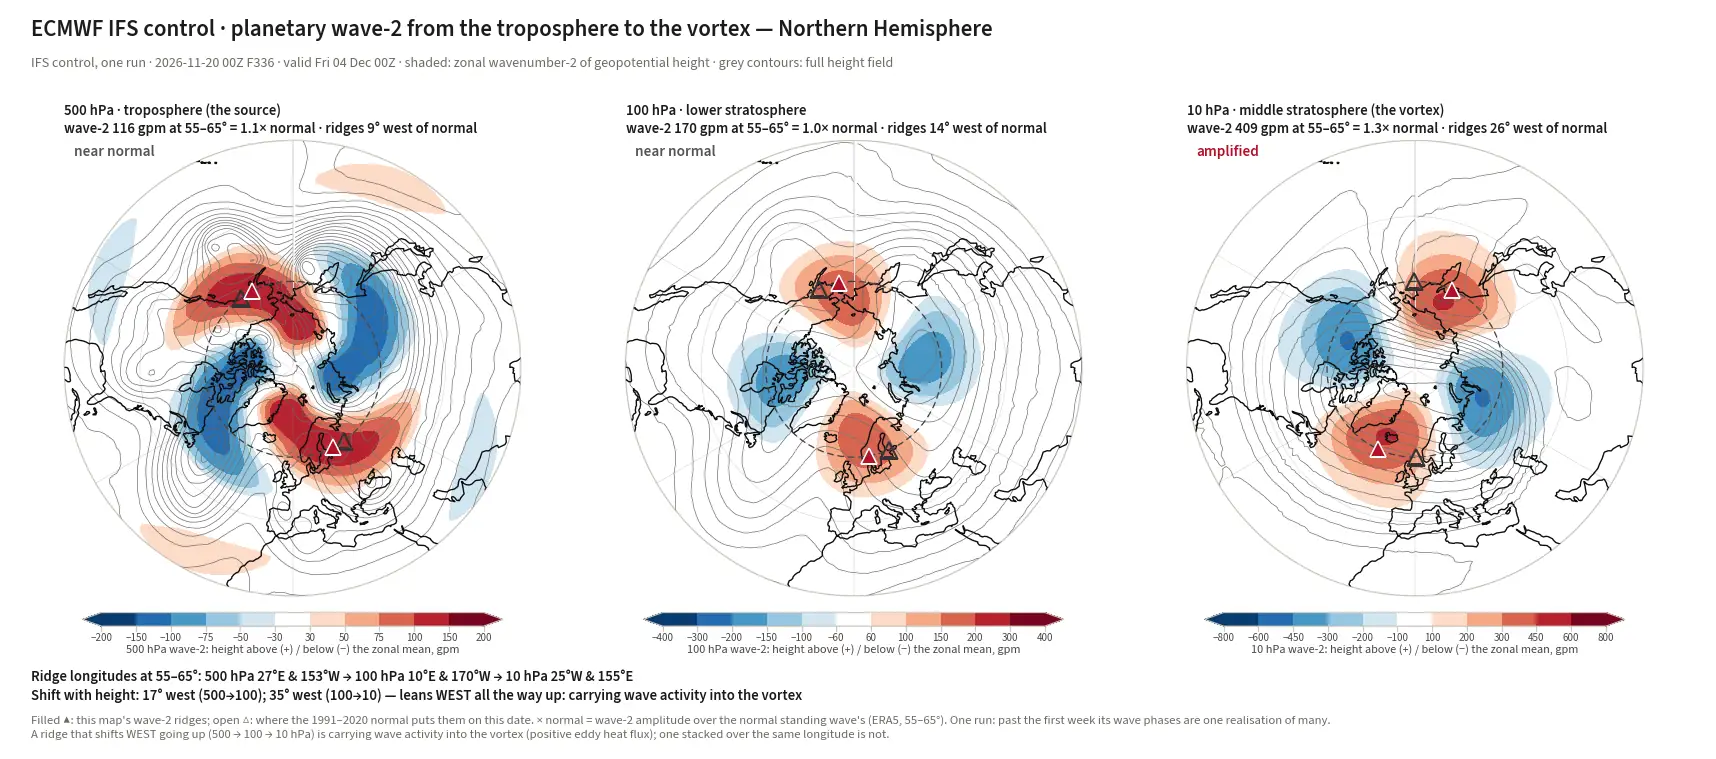 ECMWF IFS control · planetary wave-2 from the troposphere to the vortex — Northern Hemisphere
IFS control, one run · 2026-11-20 00Z F336 · valid Fri 04 Dec 00Z · shaded: zonal wavenumber-2 of geopotential height · grey contours: full height field
500 hPa · troposphere (the source)
wave-2 116 gpm at 55–65° = 1.1× normal · ridges 9° west of normal
near normal
100 hPa · lower stratosphere
wave-2 170 gpm at 55–65° = 1.0× normal · ridges 14° west of normal
near normal
10 hPa · middle stratosphere (the vortex)
wave-2 409 gpm at 55–65° = 1.3× normal · ridges 26° west of normal
amplified
−200 −150 −100 −75 −50 −30 30 50 75 100 150 200
500 hPa wave-2: height above (+) / below (−) the zonal mean, gpm
−400 −300 −200 −150 −100 −60 60 100 150 200 300 400
100 hPa wave-2: height above (+) / below (−) the zonal mean, gpm
−800 −600 −450 −300 −200 −100 100 200 300 450 600 800
10 hPa wave-2: height above (+) / below (−) the zonal mean, gpm
Ridge longitudes at 55–65°: 500 hPa 27°E & 153°W → 100 hPa 10°E & 170°W → 10 hPa 25°W & 155°E
Shift with height: 17° west (500→100); 35° west (100→10) — leans WEST all the way up: carrying wave activity into the vortex
Filled ▲: this map's wave-2 ridges; open △: where the 1991–2020 normal puts them on this date. × normal = wave-2 amplitude over the normal standing wave's (ERA5, 55–65°). One run: past the first week its wave phases are one realisation of many.
A ridge that shifts WEST going up (500 → 100 → 10 hPa) is carrying wave activity into the vortex (positive eddy heat flux); one stacked over the same longitude is not.